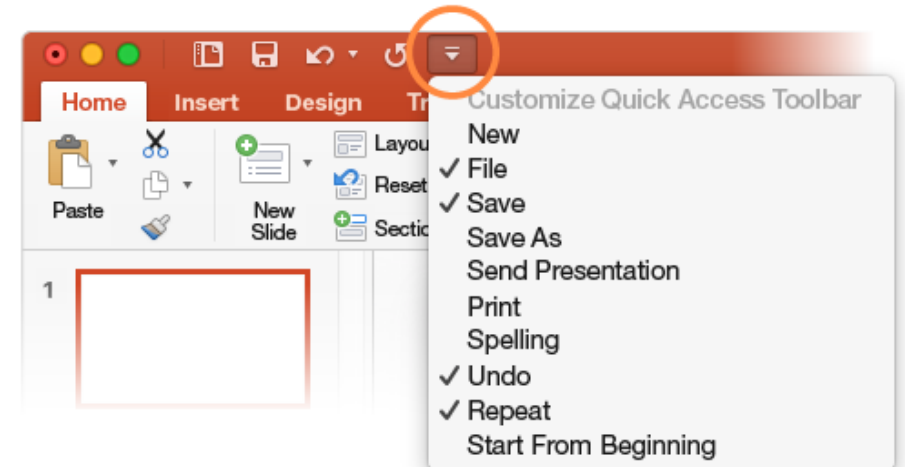 Home Insert Design Tr
Customize Quick Access Toolbar
New
File
Save
Save As
Send Presentation
Print
Spelling
Undo
Repeat
Start From Beginning
Paste
New
Slide
Layou
Reset
Sectio
1